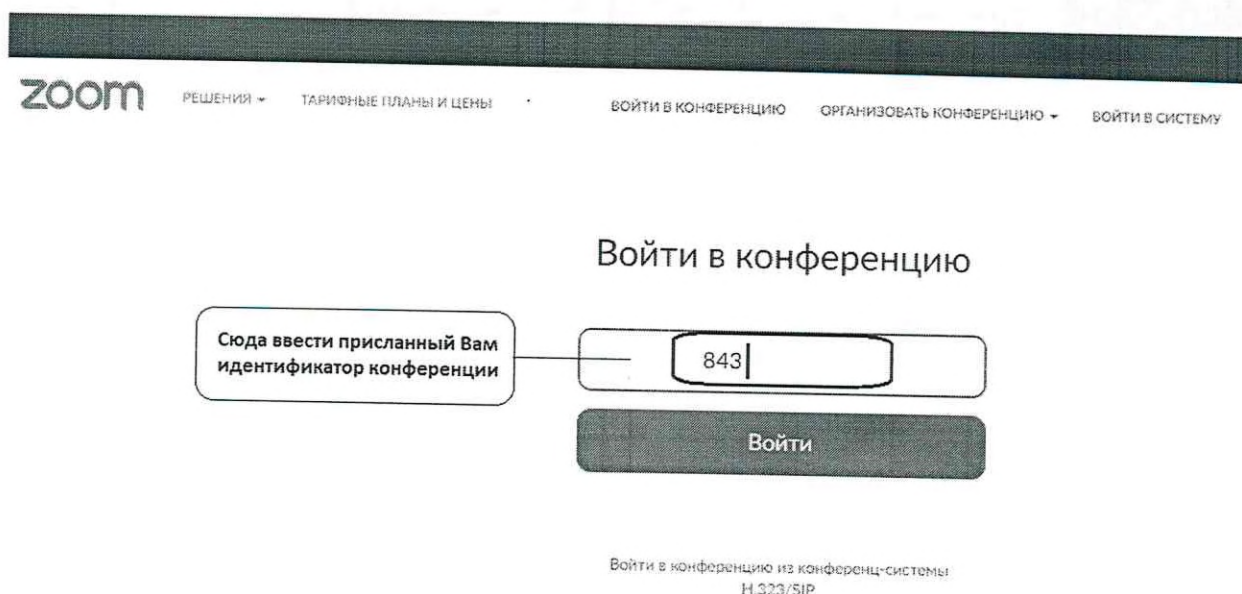 zoom РЕШЕНИЯ ТАРИФНЫЕ ПЛАНЫ И ЦЕНЫ ВОЙТИ В КОНФЕРЕНЦИЮ ОРГАНИЗОВАТЬ КОНФЕРЕНЦИЮ ВОЙТИ В СИСТЕМУ
Войти в конференцию
Сюда ввести присланный Вам
идентификатор конференции
843
Войти
Войти в конференцию из конференц-системы
H.323/SIP